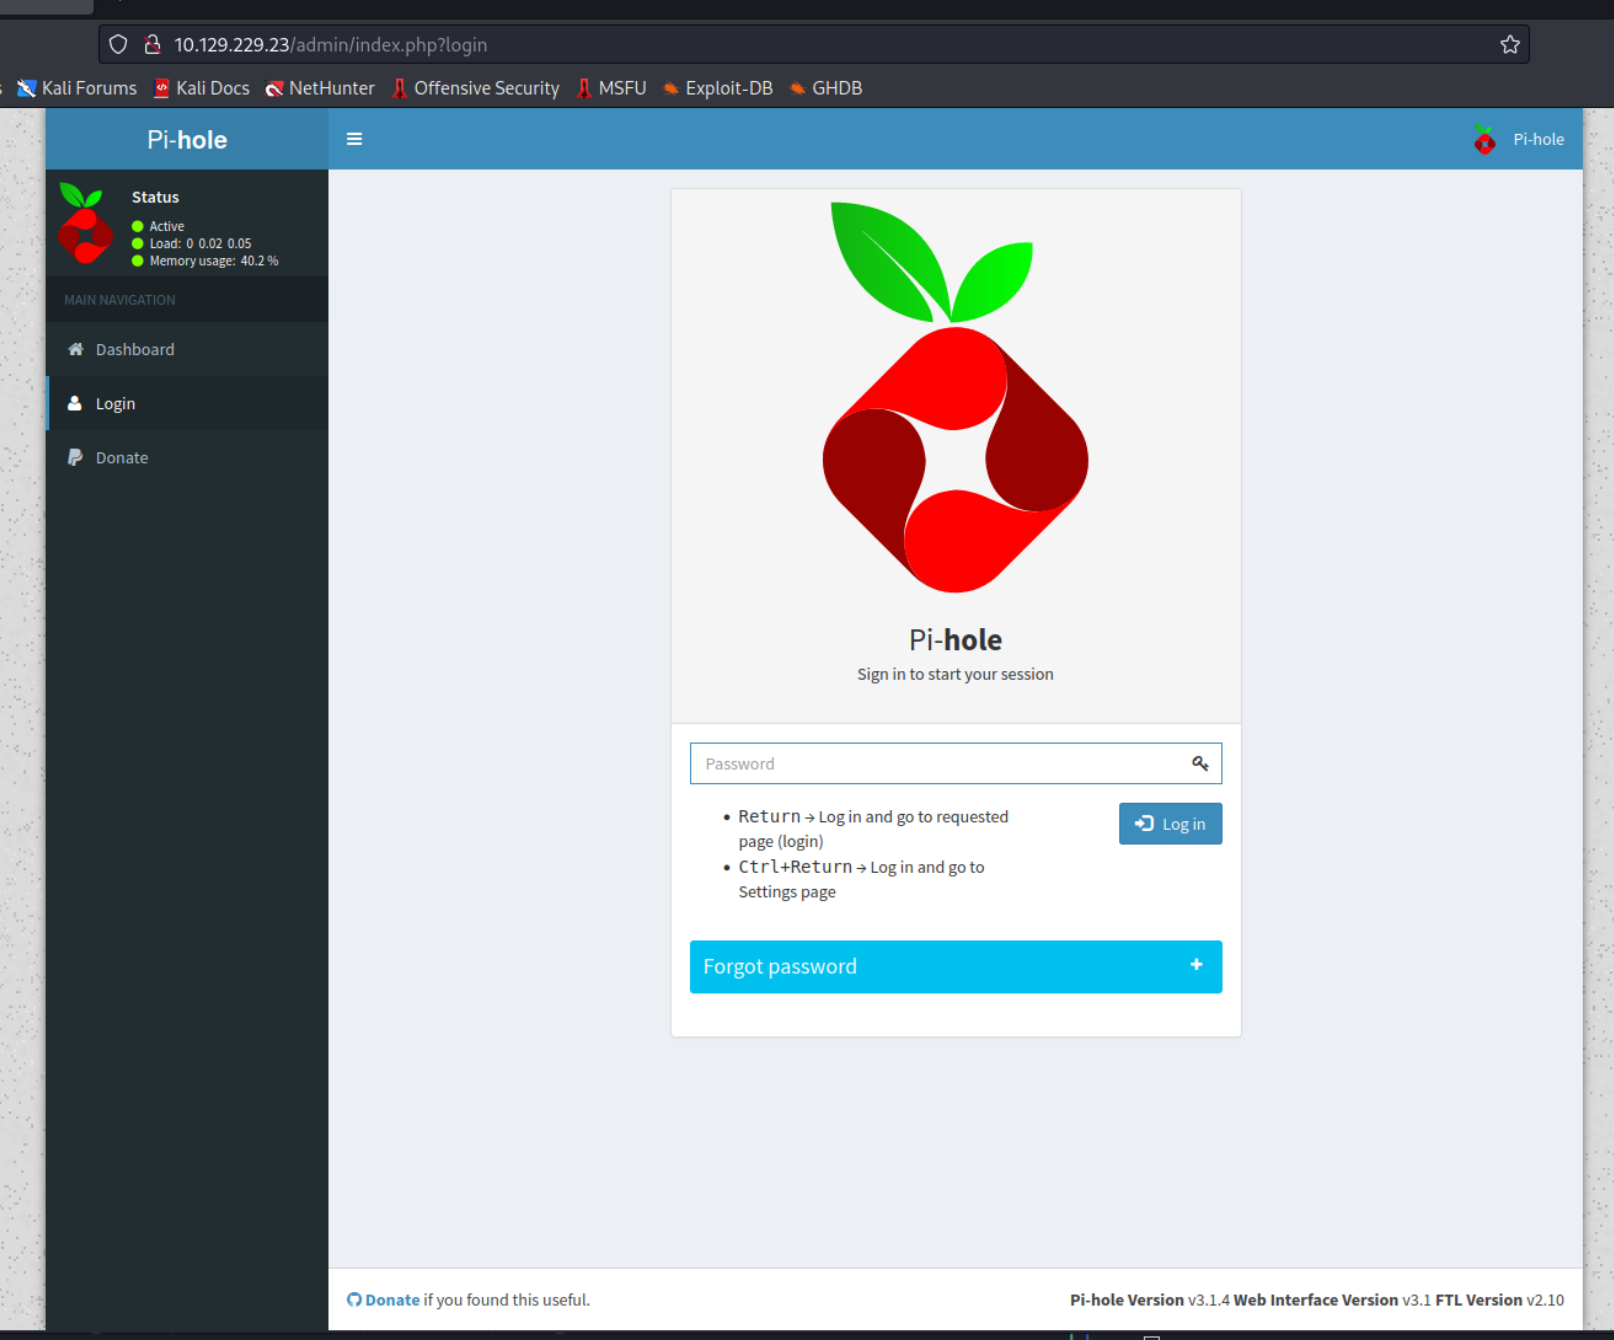 10.129.229.23/admin/index.php?login
Kali Forums Kali Docs NetHunter Offensive Security MSFU Exploit-DB GHDB
Pi-hole
Pi-hole
Status
Active
Load: 0 0.02 0.05
Memory usage: 40.2 %
MAIN NAVIGATION
Dashboard
Login
Donate
Pi-hole
Sign in to start your session
Password
• Return → Log in and go to requested
page (login)
• Ctrl+Return → Log in and go to
Settings page
Log in
Forgot password
Donate if you found this useful.
Pi-hole Version v3.1.4 Web Interface Version v3.1 FTL Version v2.10